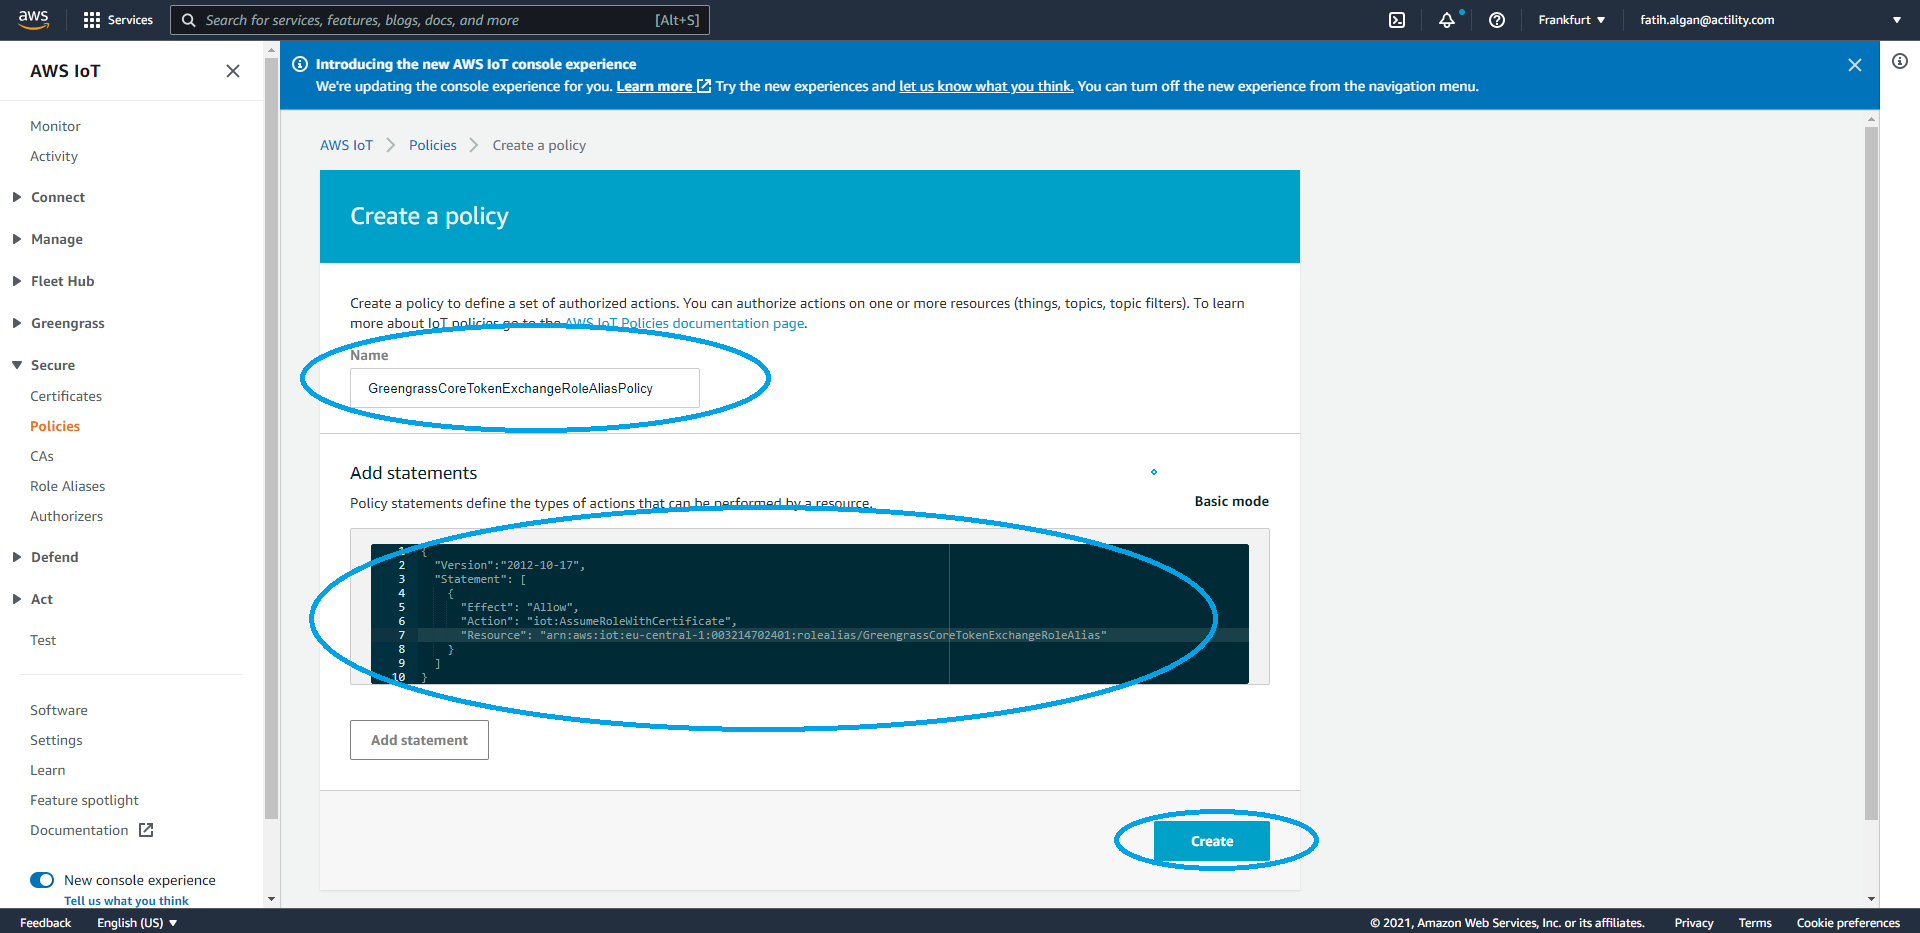 aws
Services
Search for services, features, blogs, docs, and more
[Alt+S]
Frankfurt
fatih.algan@actility.com
AWS IoT
Monitor
Activity
Connect
Manage
Fleet Hub
Greengrass
Secure
Certificates
Policies
CAs
Role Aliases
Authorizers
Defend
Act
Test
Software
Settings
Learn
Feature spotlight
Documentation
New console experience
Tell us what you think
Introducing the new AWS IoT console experience
We're updating the console experience for you. Learn more Try the new experiences and let us know what you think. You can turn off the new experience from the navigation menu.
AWS IoT > Policies > Create a policy
Create a policy
Create a policy to define a set of authorized actions. You can authorize actions on one or more resources (things, topics, topic filters). To learn
more about IoT policies go to the AWS IoT Policies documentation page.
Name
GreengrassCoreTokenExchangeRoleAliasPolicy
Add statements
Policy statements define the types of actions that can be performed by a resource.
Basic mode
1 {
2 "Version":"2012-10-17",
3 "Statement": [
4 {
5 "Effect": "Allow",
6 "Action": "iot:AssumeRoleWithCertificate",
7 "Resource": "arn:aws:iot:eu-central-1:003214702401:rolealias/GreengrassCoreTokenExchangeRoleAlias"
8 }
9 ]
10 }
Add statement
Create
Feedback
English (US)
© 2021, Amazon Web Services, Inc. or its affiliates.
Privacy
Terms
Cookie preferences